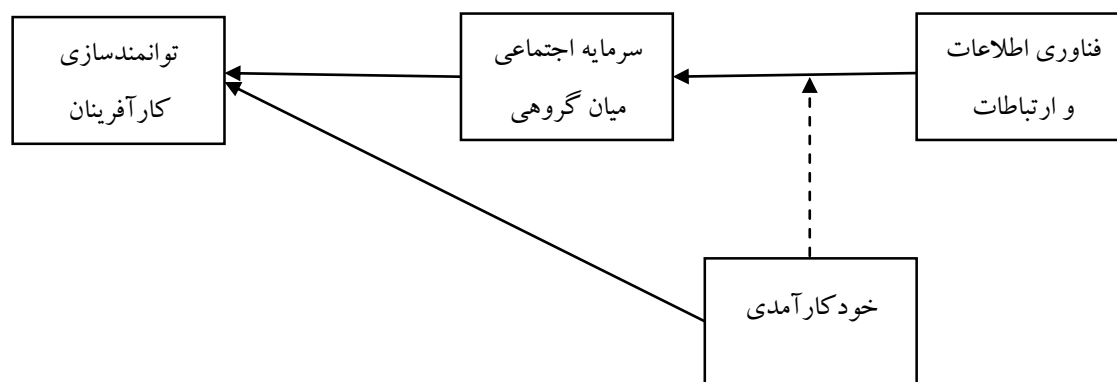 فناوری اطلاعات
و ارتباطات
سرمایه اجتماعی
میان گروهی
توانمندسازی
کارآفرینان
خودکارآمدی